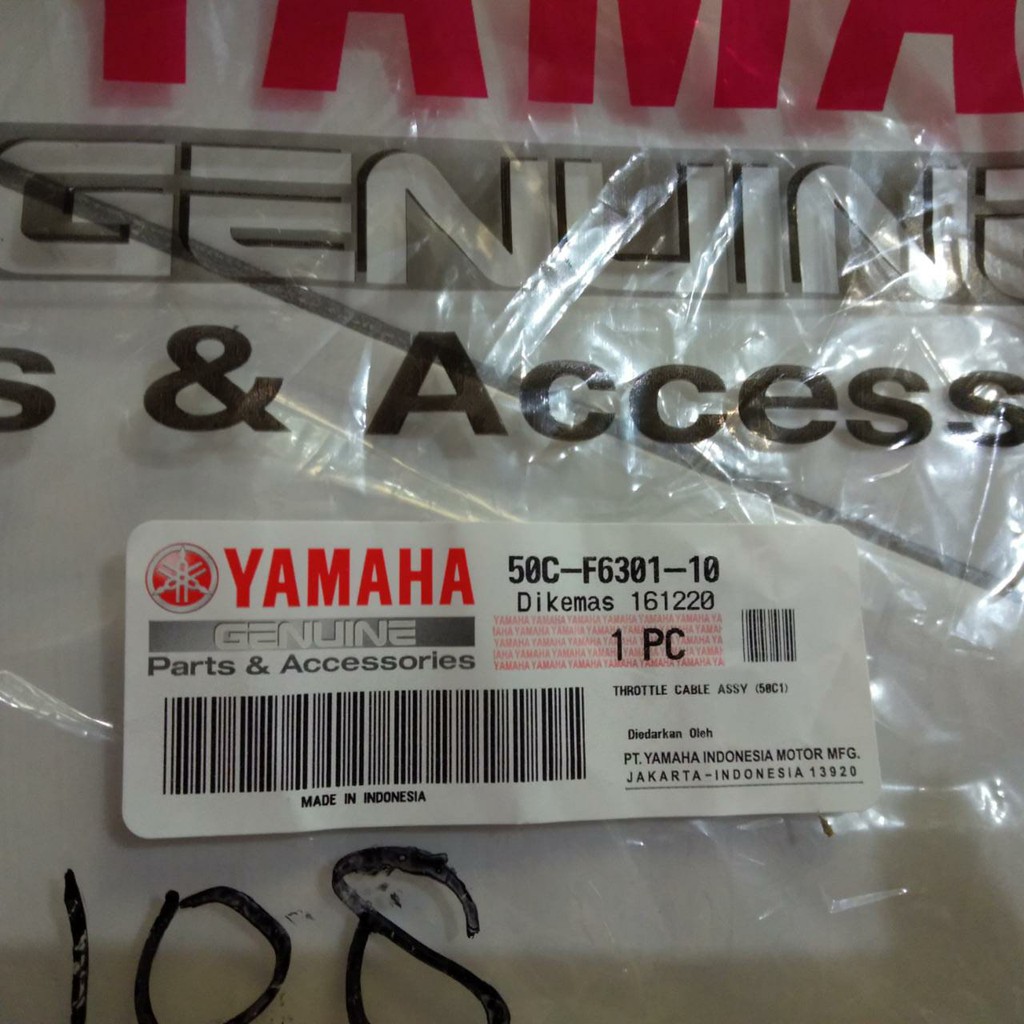 YAMA
GENUINE
s & Access
YAMAHA
GENUINE
Parts & Accessories
50C-F6301-10
Dikemas 161220
1 PC
THROTTLE CABLE ASSY (50C1)
Diedarkan Oleh
PT. YAMAHA INDONESIA MOTOR MFG.
JAKARTA-INDONESIA 13920
MADE IN INDONESIA
108